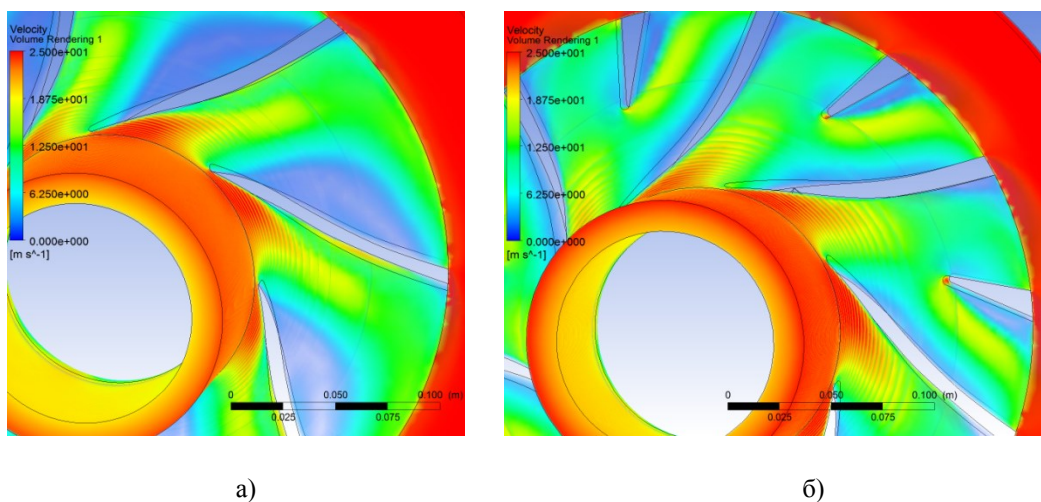 Velocity
Volume Rendering 1
2.500e+001
1.875e+001
1.250e+001
6.250e+000
0.000e+000
[m s^-1]
0 0.050 0.100 (m)
0.025 0.075
Velocity
Volume Rendering 1
2.500e+001
1.875e+001
1.250e+001
6.250e+000
0.000e+000
[m s^-1]
0 0.050 0.100 (m)
0.025 0.075
а) б)